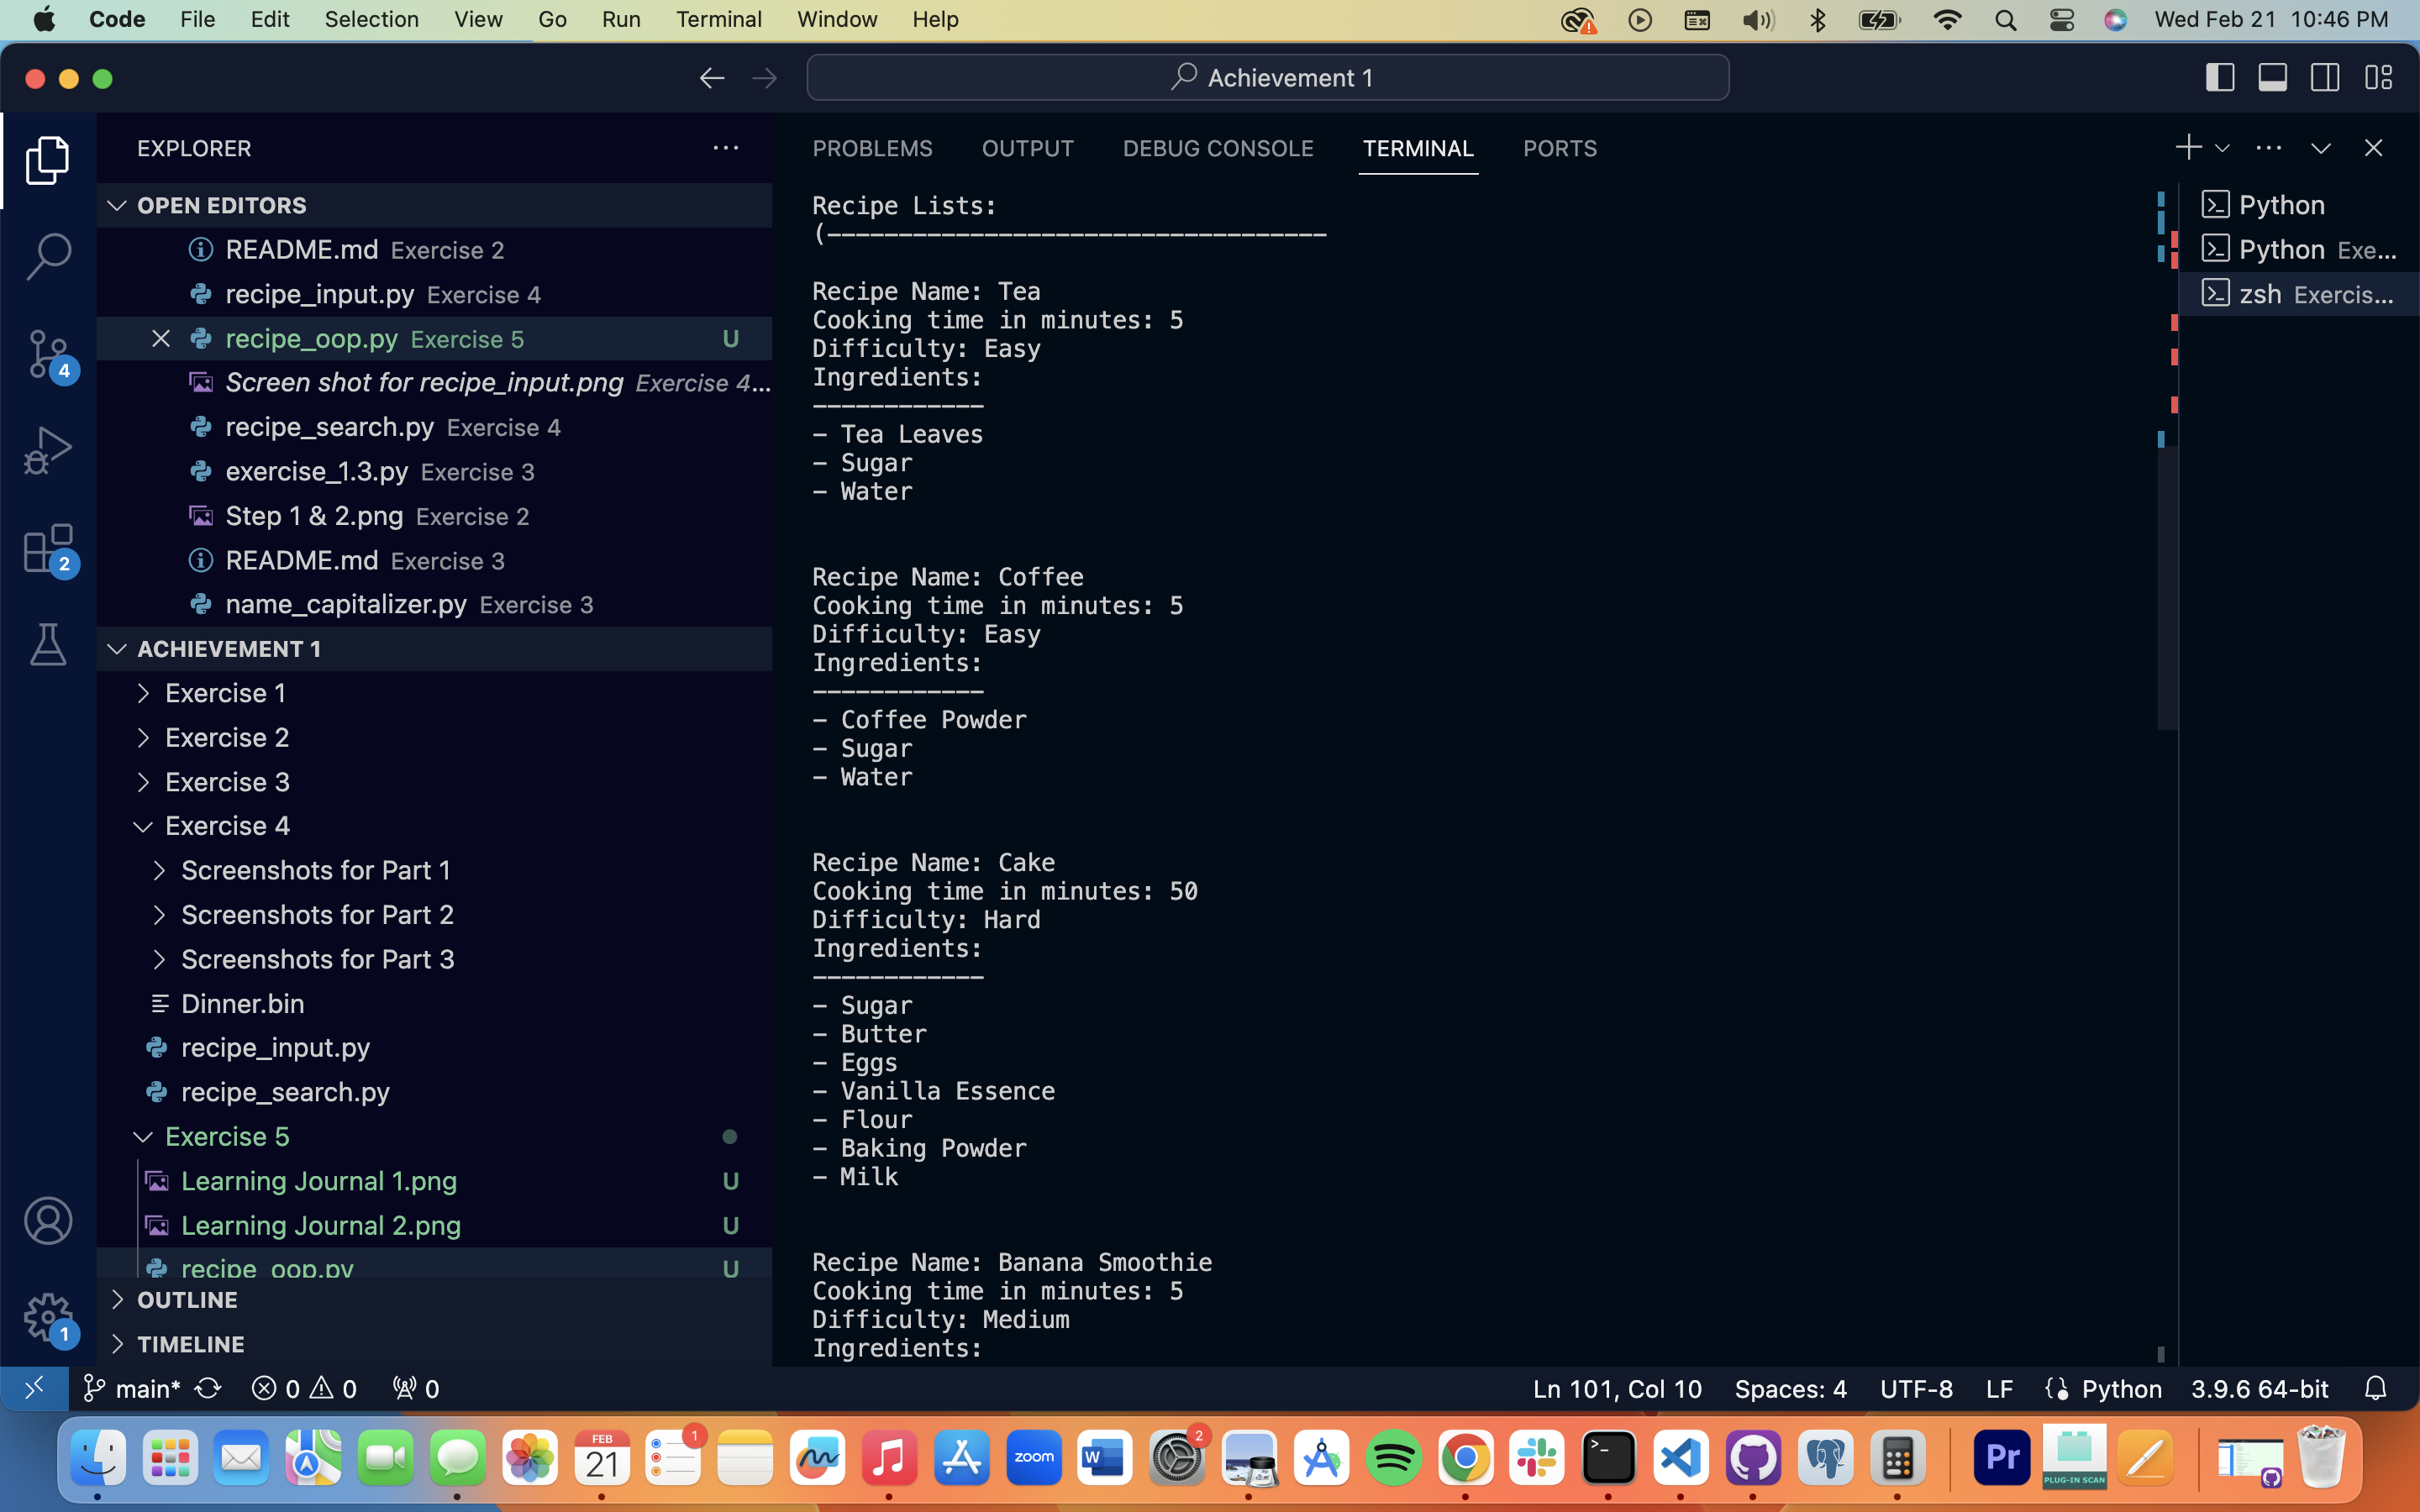 Code File Edit Selection View Go Run Terminal Window Help Wed Feb 21 10:46 PM
Achievement 1
EXPLORER
OPEN EDITORS
README.md Exercise 2
recipe_input.py Exercise 4
recipe_oop.py Exercise 5 U
Screen shot for recipe_input.png Exercise 4...
recipe_search.py Exercise 4
exercise_1.3.py Exercise 3
Step 1 & 2.png Exercise 2
README.md Exercise 3
name_capitalizer.py Exercise 3
ACHIEVEMENT 1
Exercise 1
Exercise 2
Exercise 3
Exercise 4
Screenshots for Part 1
Screenshots for Part 2
Screenshots for Part 3
Dinner.bin
recipe_input.py
recipe_search.py
Exercise 5
Learning Journal 1.png U
Learning Journal 2.png U
recipe_oop.py U
OUTLINE
TIMELINE
4
2
1
PROBLEMS OUTPUT DEBUG CONSOLE TERMINAL PORTS
Recipe Lists:
(-----------------------------------
Recipe Name: Tea
Cooking time in minutes: 5
Difficulty: Easy
Ingredients:
------------
- Tea Leaves
- Sugar
- Water
Recipe Name: Coffee
Cooking time in minutes: 5
Difficulty: Easy
Ingredients:
------------
- Coffee Powder
- Sugar
- Water
Recipe Name: Cake
Cooking time in minutes: 50
Difficulty: Hard
Ingredients:
------------
- Sugar
- Butter
- Eggs
- Vanilla Essence
- Flour
- Baking Powder
- Milk
Recipe Name: Banana Smoothie
Cooking time in minutes: 5
Difficulty: Medium
Ingredients:
Python
Python Exe...
zsh Exercis...
main* 0 0 0 Ln 101, Col 10 Spaces: 4 UTF-8 LF Python 3.9.6 64-bit
FEB
21
1
zoom
W
2
Pr
PLUG-IN SCAN